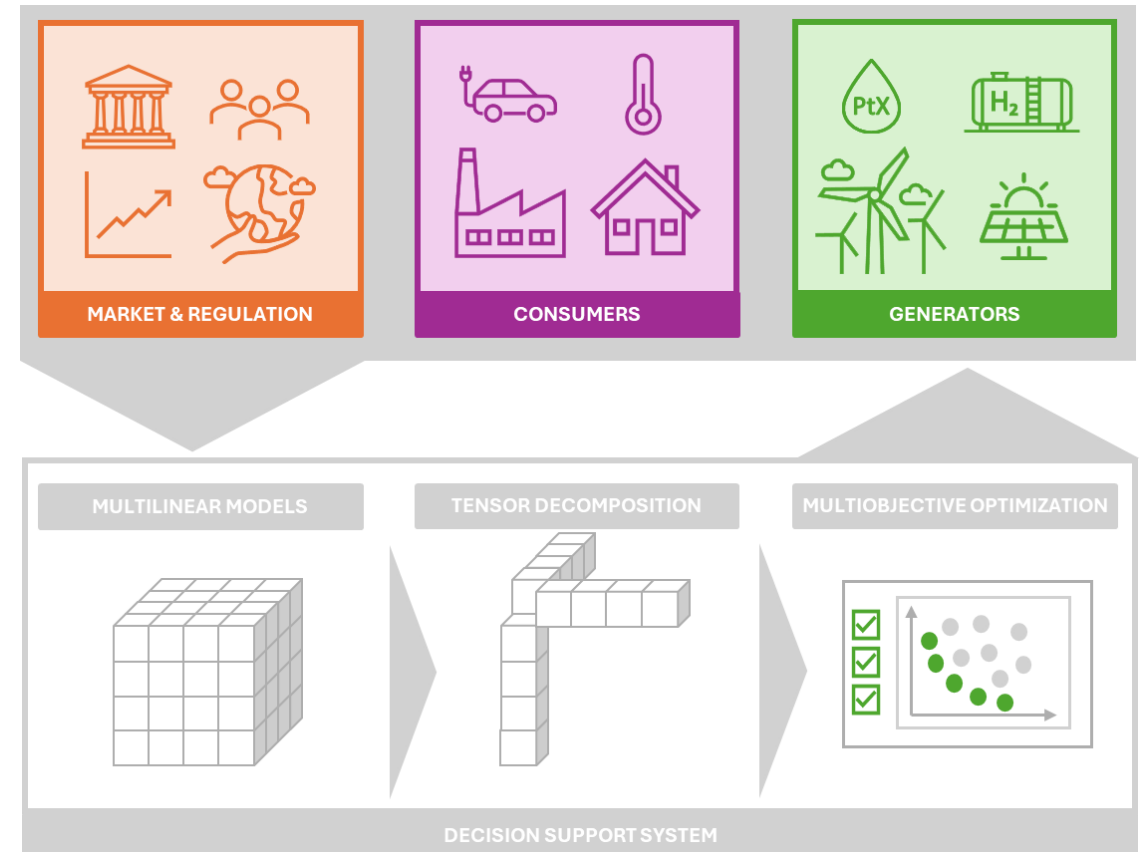 PtX
H₂
MARKET & REGULATION
CONSUMERS
GENERATORS
MULTILINEAR MODELS
TENSOR DECOMPOSITION
MULTIOBJECTIVE OPTIMIZATION
DECISION SUPPORT SYSTEM